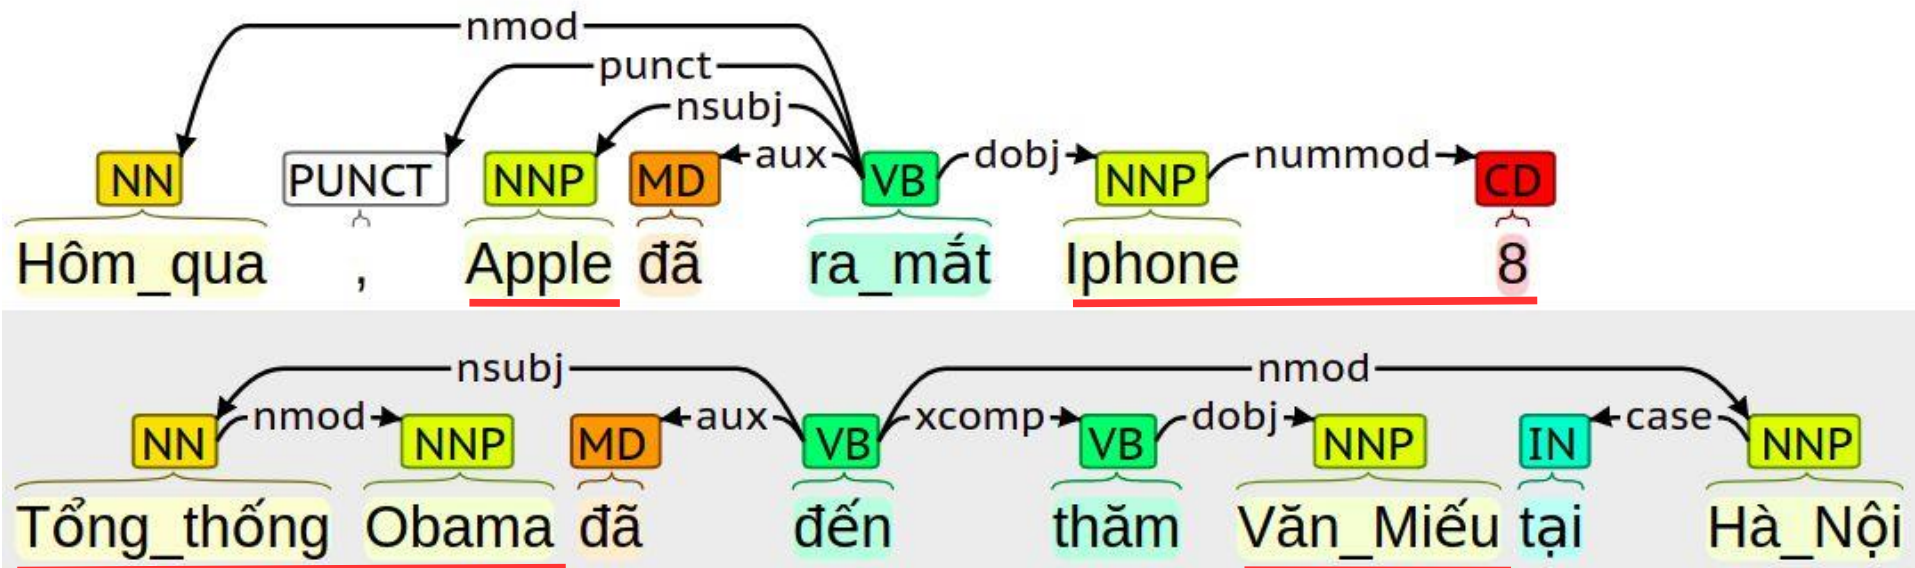 nmod
punct
nsubj
NN PUNCT NNP MD aux VB dobj NNP nummod CD
Hôm_qua , Apple đã ra_mắt Iphone 8
nsubj nmod
NN nmod NNP MD aux VB xcomp VB dobj NNP IN case NNP
Tổng_thống Obama đã đến thăm Văn_Miếu tại Hà_Nội